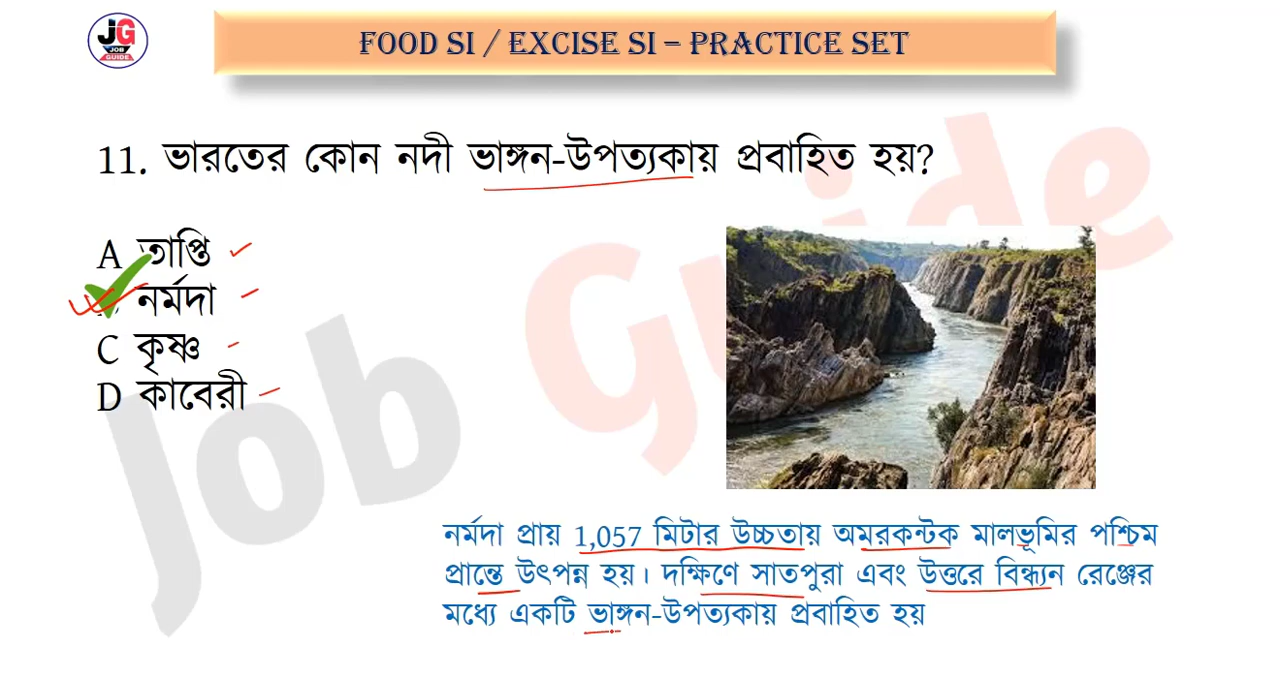 JG
JOB
GUIDE
FOOD SI / EXCISE SI – PRACTICE SET
11. ভারতের কোন নদী ভাঙ্গন-উপত্যকায় প্রবাহিত হয়?
A তাপ্তি
নর্মদা
C কৃষ্ণ
D কাবেরী
Job Guide
নর্মদা প্রায় 1,057 মিটার উচ্চতায় অমরকন্টক মালভূমির পশ্চিম
প্রান্তে উৎপন্ন হয়। দক্ষিণে সাতপুরা এবং উত্তরে বিন্ধ্যন রেঞ্জের
মধ্যে একটি ভাঙ্গন-উপত্যকায় প্রবাহিত হয়